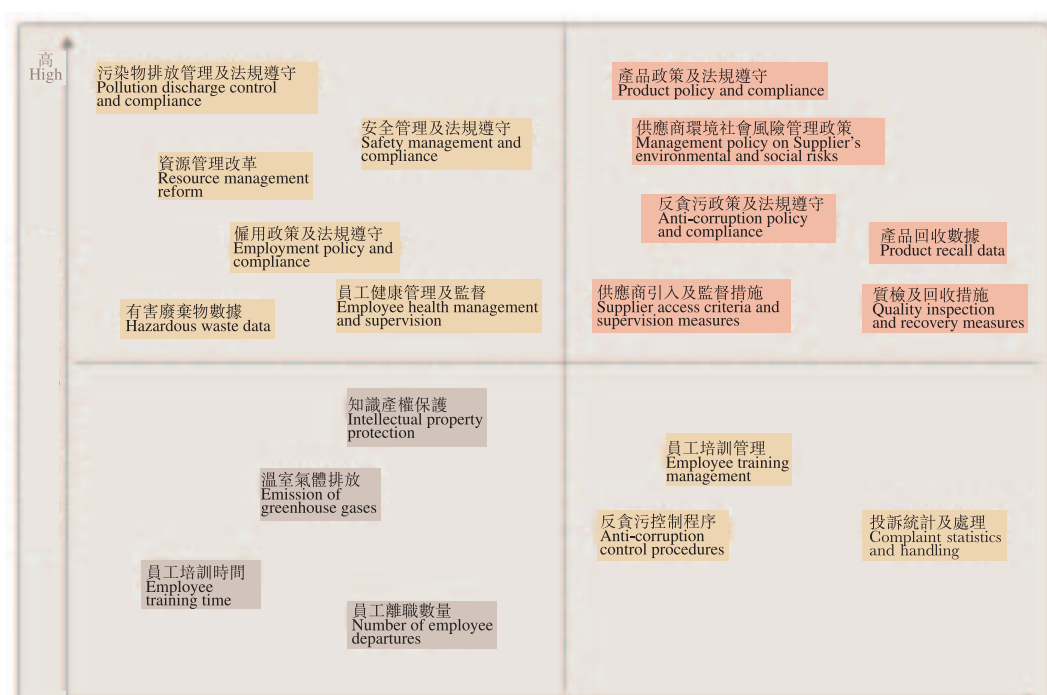 高
High
污染物排放管理及法規遵守
Pollution discharge control
and compliance
安全管理及法規遵守
Safety management and
compliance
資源管理改革
Resource management
reform
僱用政策及法規遵守
Employment policy and
compliance
有害廢棄物數據
Hazardous waste data
員工健康管理及監督
Employee health management
and supervision
產品政策及法規遵守
Product policy and compliance
供應商環境社會風險管理政策
Management policy on Supplier's
environmental and social risks
反貪污政策及法規遵守
Anti-corruption policy
and compliance
產品回收數據
Product recall data
供應商引入及監督措施
Supplier access criteria and
supervision measures
質檢及回收措施
Quality inspection
and recovery measures
知識產權保護
Intellectual property
protection
溫室氣體排放
Emission of
greenhouse gases
員工培訓時間
Employee
training time
員工離職數量
Number of employee
departures
員工培訓管理
Employee training
management
反貪污控制程序
Anti-corruption
control procedures
投訴統計及處理
Complaint statistics
and handling